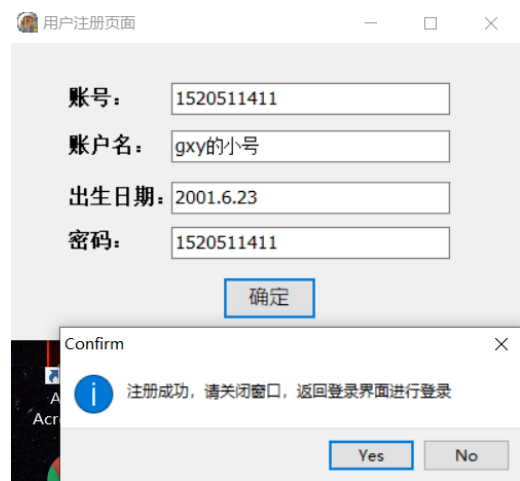 用户注册页面
账号： 1520511411
账户名： gxy的小号
出生日期： 2001.6.23
密码： 1520511411
确定
Confirm
注册成功，请关闭窗口，返回登录界面进行登录
A
Acr
Yes No